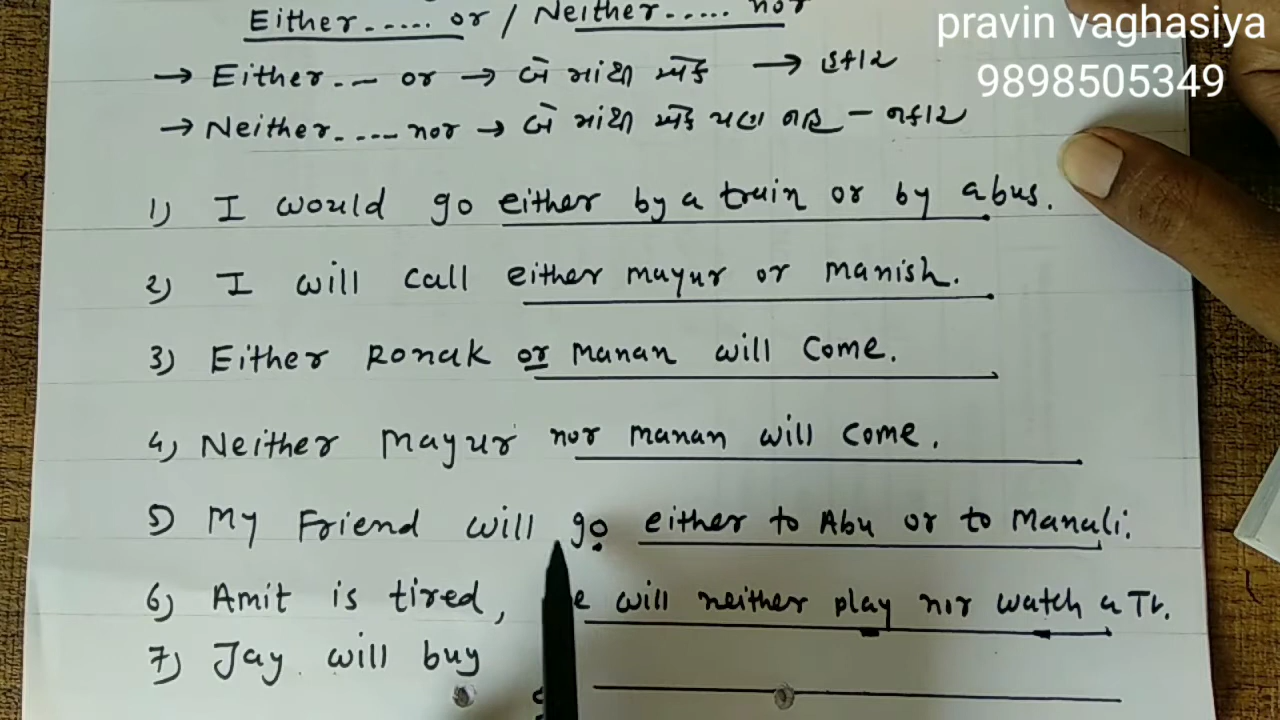 Either...... or / Neither...... nor
pravin vaghasiya
9898505349
→ Either... or → બે માંથી એક → હકાર
→ Neither.... nor → બે માંથી એક પણ નહિ - નકાર
1) I would go either by a train or by a bus.
2) I will call either mayur or manish.
3) Either Ronak or manan will come.
4) Neither Mayur nor manan will come.
5) My Friend will go either to Abu or to Manali.
6) Amit is tired, will neither play nor watch a TV.
7) Jay will buy